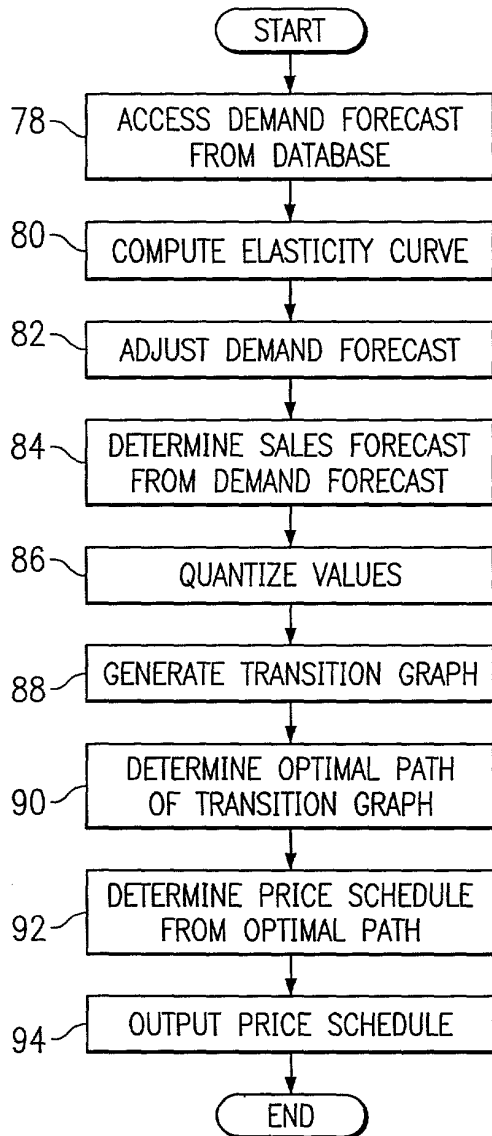 START
78
ACCESS DEMAND FORECAST
FROM DATABASE
80
COMPUTE ELASTICITY CURVE
82
ADJUST DEMAND FORECAST
84
DETERMINE SALES FORECAST
FROM DEMAND FORECAST
86
QUANTIZE VALUES
88
GENERATE TRANSITION GRAPH
90
DETERMINE OPTIMAL PATH
OF TRANSITION GRAPH
92
DETERMINE PRICE SCHEDULE
FROM OPTIMAL PATH
94
OUTPUT PRICE SCHEDULE
END